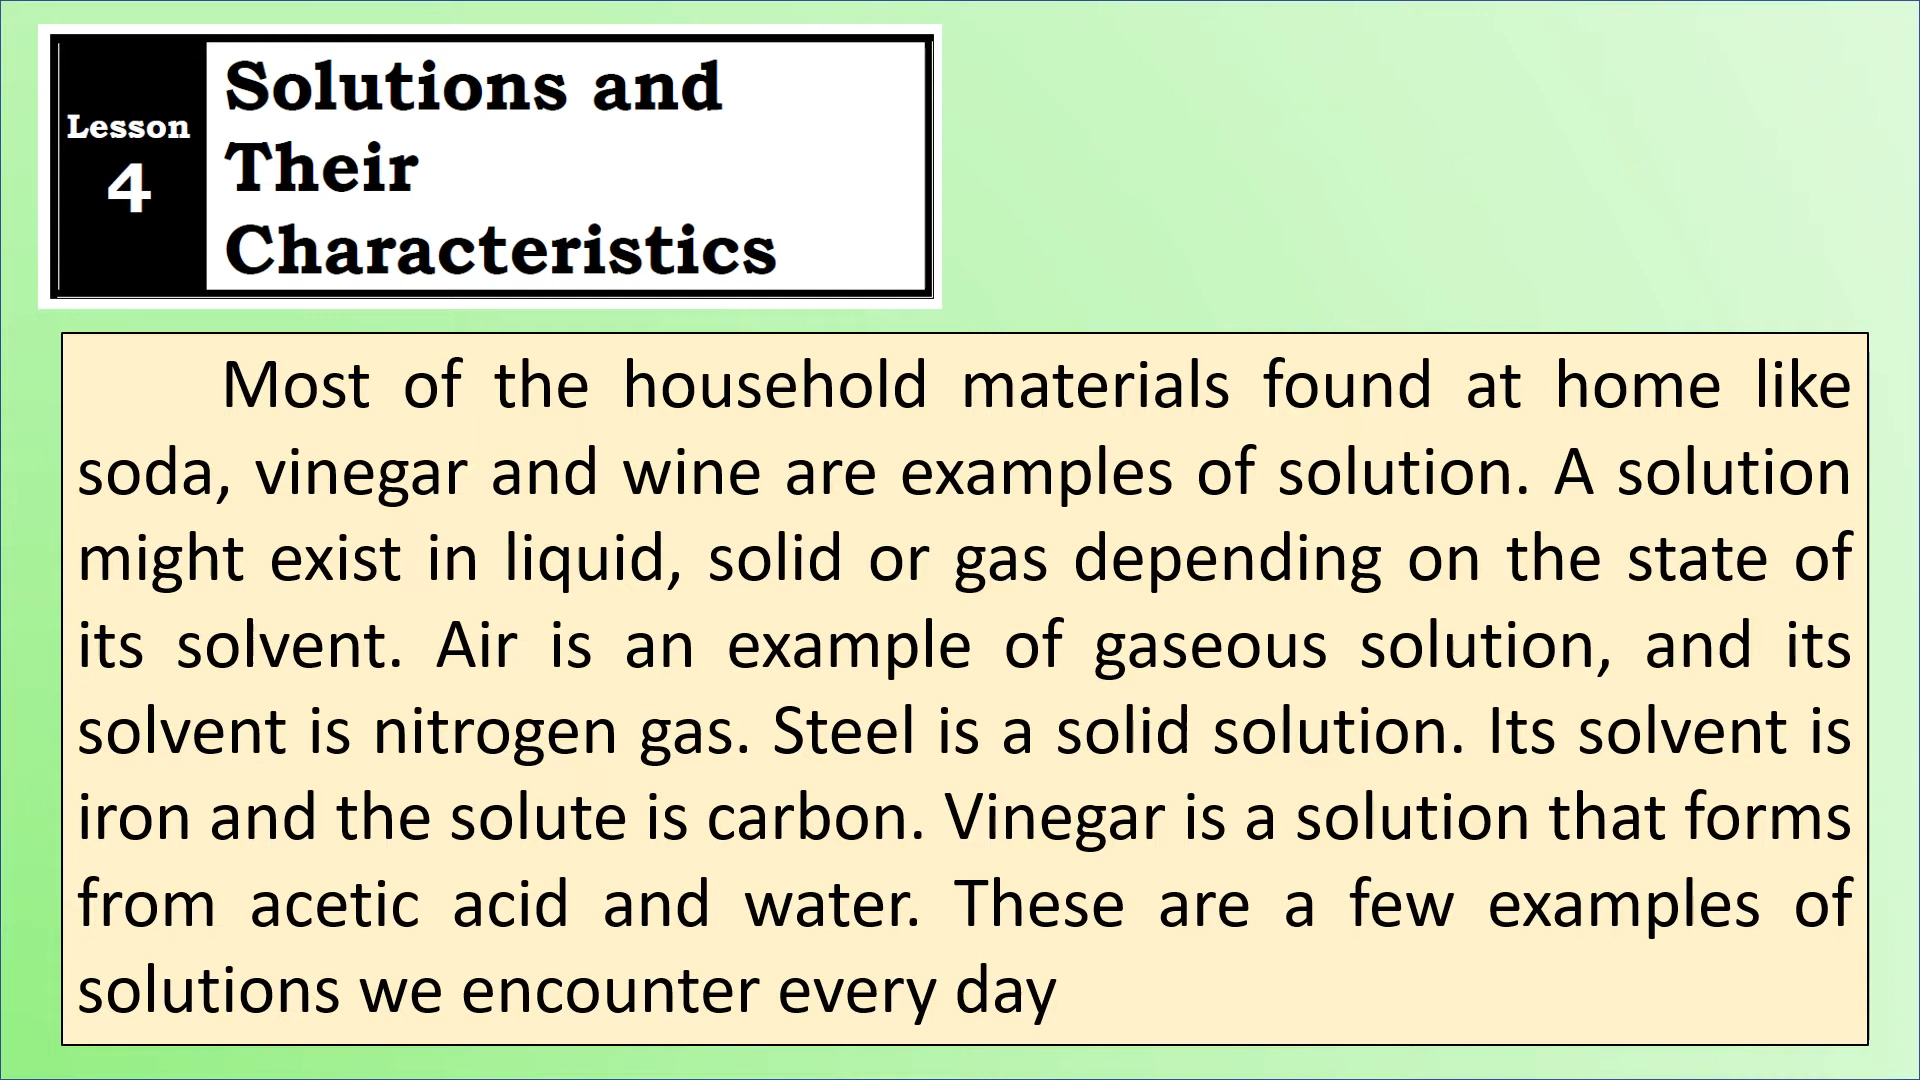 Lesson
4
Solutions and
Their
Characteristics
Most of the household materials found at home like
soda, vinegar and wine are examples of solution. A solution
might exist in liquid, solid or gas depending on the state of
its solvent. Air is an example of gaseous solution, and its
solvent is nitrogen gas. Steel is a solid solution. Its solvent is
iron and the solute is carbon. Vinegar is a solution that forms
from acetic acid and water. These are a few examples of
solutions we encounter every day